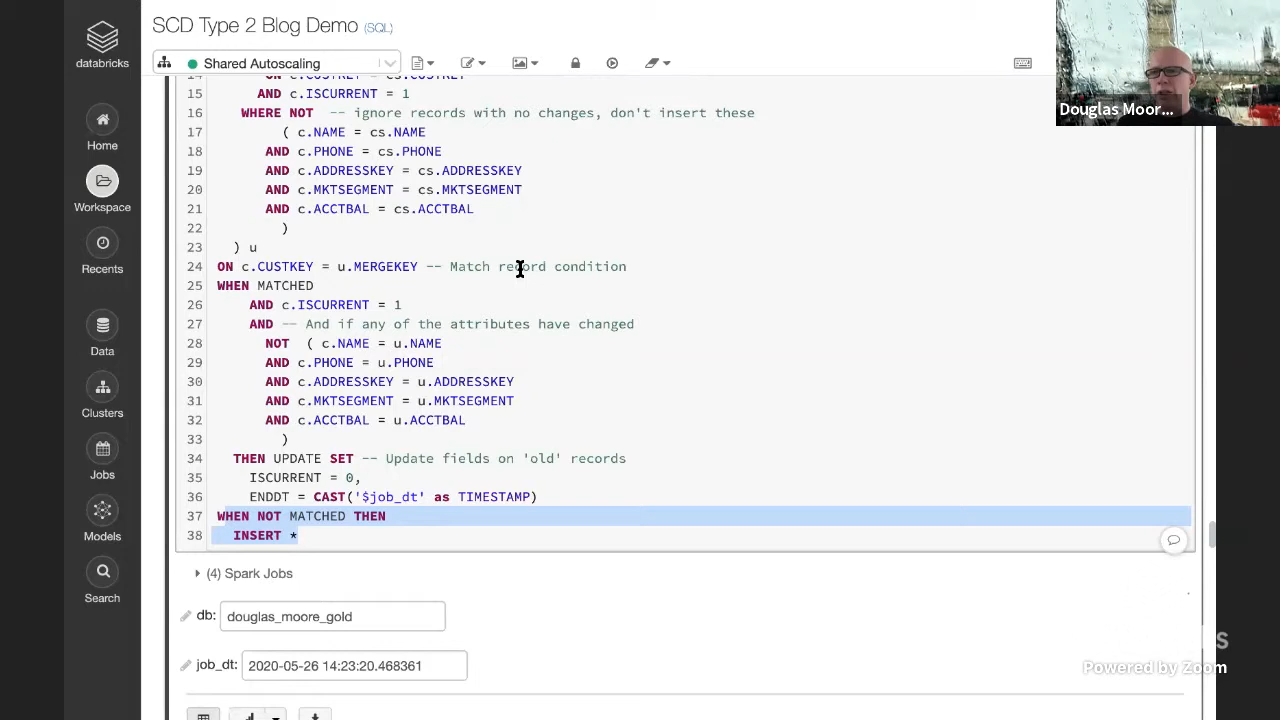 SCD Type 2 Blog Demo (SQL)
databricks
Shared Autoscaling
Home
Workspace
Recents
Data
Clusters
Jobs
Models
Search
Douglas Moor...
14 ON c.CUSTKEY = cs.CUSTKEY
15 AND c.ISCURRENT = 1
16 WHERE NOT -- ignore records with no changes, don't insert these
17 ( c.NAME = cs.NAME
18 AND c.PHONE = cs.PHONE
19 AND c.ADDRESSKEY = cs.ADDRESSKEY
20 AND c.MKTSEGMENT = cs.MKTSEGMENT
21 AND c.ACCTBAL = cs.ACCTBAL
22 )
23 ) u
24 ON c.CUSTKEY = u.MERGEKEY -- Match record condition
25 WHEN MATCHED
26 AND c.ISCURRENT = 1
27 AND -- And if any of the attributes have changed
28 NOT ( c.NAME = u.NAME
29 AND c.PHONE = u.PHONE
30 AND c.ADDRESSKEY = u.ADDRESSKEY
31 AND c.MKTSEGMENT = u.MKTSEGMENT
32 AND c.ACCTBAL = u.ACCTBAL
33 )
34 THEN UPDATE SET -- Update fields on 'old' records
35 ISCURRENT = 0,
36 ENDDT = CAST('$job_dt' as TIMESTAMP)
37 WHEN NOT MATCHED THEN
38 INSERT *
(4) Spark Jobs
db: douglas_moore_gold
job_dt: 2020-05-26 14:23:20.468361
Powered by Zoom